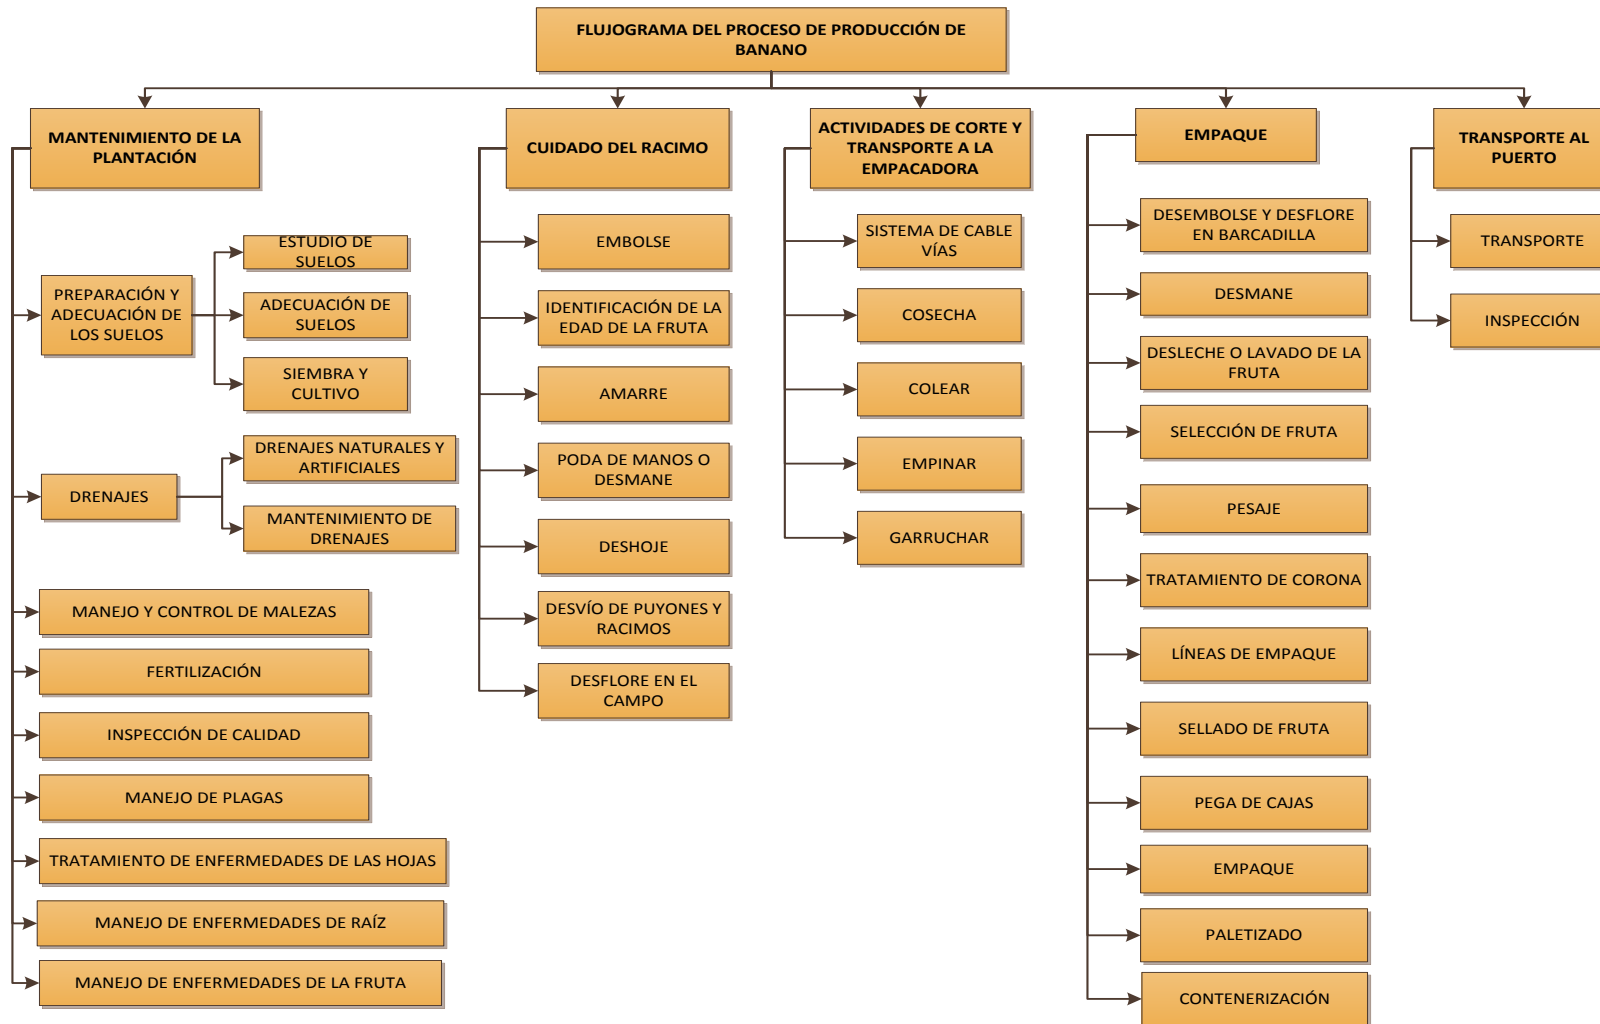 FLUJOGRAMA DEL PROCESO DE PRODUCCIÓN DE
BANANO
MANTENIMIENTO DE LA
PLANTACIÓN
PREPARACIÓN Y
ADECUACIÓN DE
LOS SUELOS
ESTUDIO DE
SUELOS
ADECUACIÓN DE
SUELOS
SIEMBRA Y
CULTIVO
DRENAJES
DRENAJES NATURALES Y
ARTIFICIALES
MANTENIMIENTO DE
DRENAJES
MANEJO Y CONTROL DE MALEZAS
FERTILIZACIÓN
INSPECCIÓN DE CALIDAD
MANEJO DE PLAGAS
TRATAMIENTO DE ENFERMEDADES DE LAS HOJAS
MANEJO DE ENFERMEDADES DE RAÍZ
MANEJO DE ENFERMEDADES DE LA FRUTA
CUIDADO DEL RACIMO
EMBOLSE
IDENTIFICACIÓN DE LA
EDAD DE LA FRUTA
AMARRE
PODA DE MANOS O
DESMANE
DESHOJE
DESVÍO DE PUYONES Y
RACIMOS
DESFLORE EN EL
CAMPO
ACTIVIDADES DE CORTE Y
TRANSPORTE A LA
EMPACADORA
SISTEMA DE CABLE
VÍAS
COSECHA
COLEAR
EMPINAR
GARRUCHAR
EMPAQUE
DESEMBOLSE Y DESFLORE
EN BARCADILLA
DESMANE
DESLECHE O LAVADO DE LA
FRUTA
SELECCIÓN DE FRUTA
PESAJE
TRATAMIENTO DE CORONA
LÍNEAS DE EMPAQUE
SELLADO DE FRUTA
PEGA DE CAJAS
EMPAQUE
PALETIZADO
CONTENERIZACIÓN
TRANSPORTE AL
PUERTO
TRANSPORTE
INSPECCIÓN